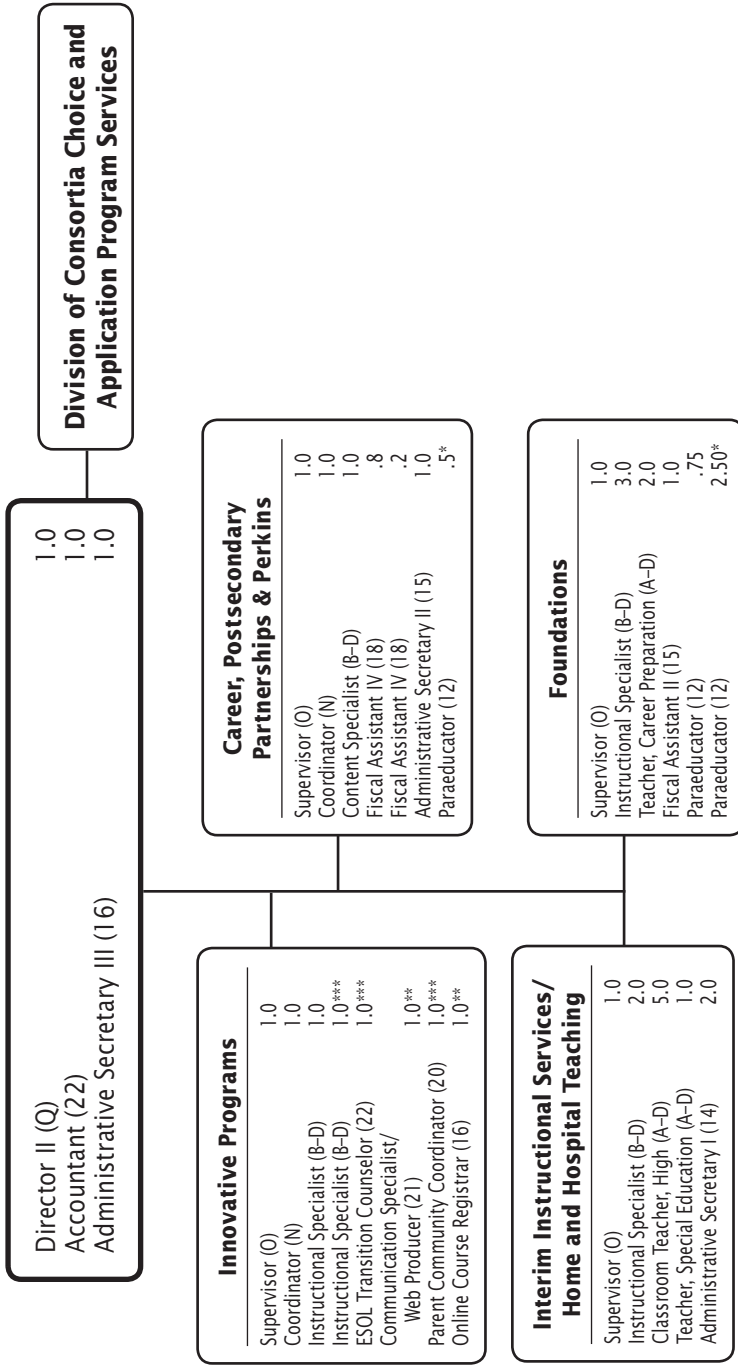 Director II (Q) 1.0
Accountant (22) 1.0
Administrative Secretary III (16) 1.0
Division of Consortia Choice and
Application Program Services
Innovative Programs
Supervisor (O) 1.0
Coordinator (N) 1.0
Instructional Specialist (B–D) 1.0
Instructional Specialist (B–D) 1.0***
ESOL Transition Counselor (22) 1.0***
Communication Specialist/
Web Producer (21) 1.0**
Parent Community Coordinator (20) 1.0***
Online Course Registrar (16) 1.0**
Career, Postsecondary
Partnerships & Perkins
Supervisor (O) 1.0
Coordinator (N) 1.0
Content Specialist (B–D) 1.0
Fiscal Assistant IV (18) .8
Fiscal Assistant IV (18) .2
Administrative Secretary II (15) 1.0
Paraeducator (12) .5*
Interim Instructional Services/
Home and Hospital Teaching
Supervisor (O) 1.0
Instructional Specialist (B–D) 2.0
Classroom Teacher, High (A–D) 5.0
Teacher, Special Education (A–D) 1.0
Administrative Secretary I (14) 2.0
Foundations
Supervisor (O) 1.0
Instructional Specialist (B–D) 3.0
Teacher, Career Preparation (A–D) 2.0
Fiscal Assistant II (15) 1.0
Paraeducator (12) .75
Paraeducator (12) 2.50*